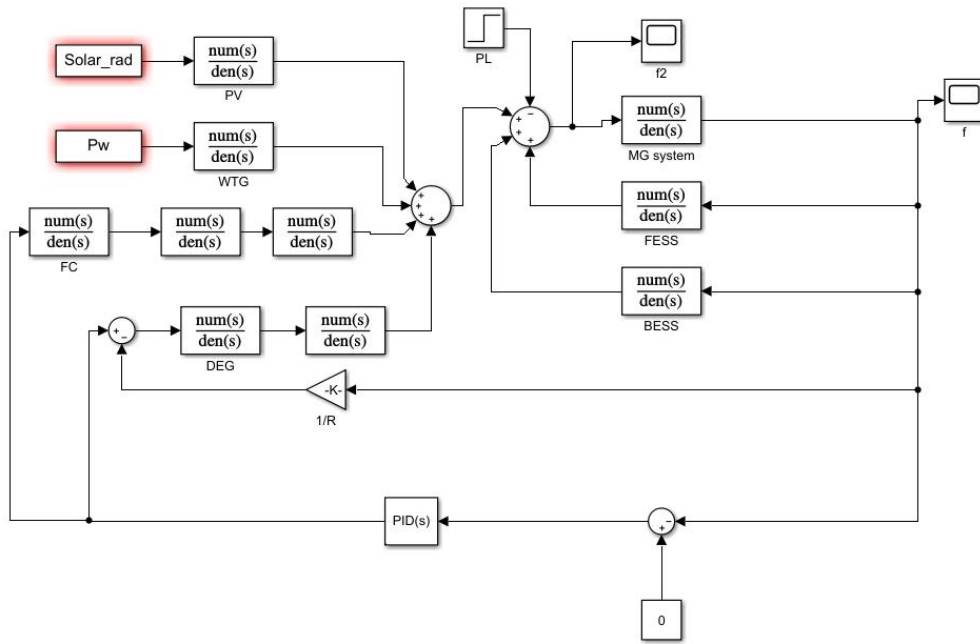 Solar_rad
num(s)
den(s)
PV
PL
f2
f
Pw
num(s)
den(s)
WTG
num(s)
den(s)
MG system
num(s)
den(s)
FC
num(s)
den(s)
num(s)
den(s)
num(s)
den(s)
FESS
num(s)
den(s)
BESS
num(s)
den(s)
DEG
num(s)
den(s)
-K-
1/R
PID(s)
0